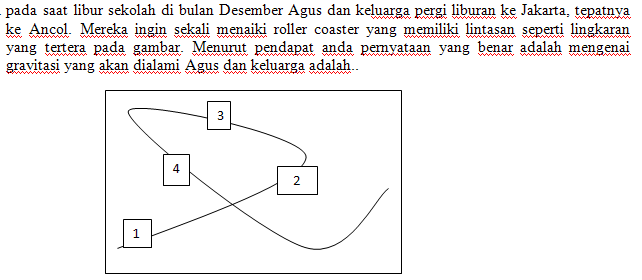 pada saat libur sekolah di bulan Desember Agus dan keluarga pergi liburan ke Jakarta, tepatnya
ke Ancol. Mereka ingin sekali menaiki roller coaster yang memiliki lintasan seperti lingkaran
yang tertera pada gambar. Menurut pendapat anda pernyataan yang benar adalah mengenai
gravitasi yang akan dialami Agus dan keluarga adalah..
3
4
2
1